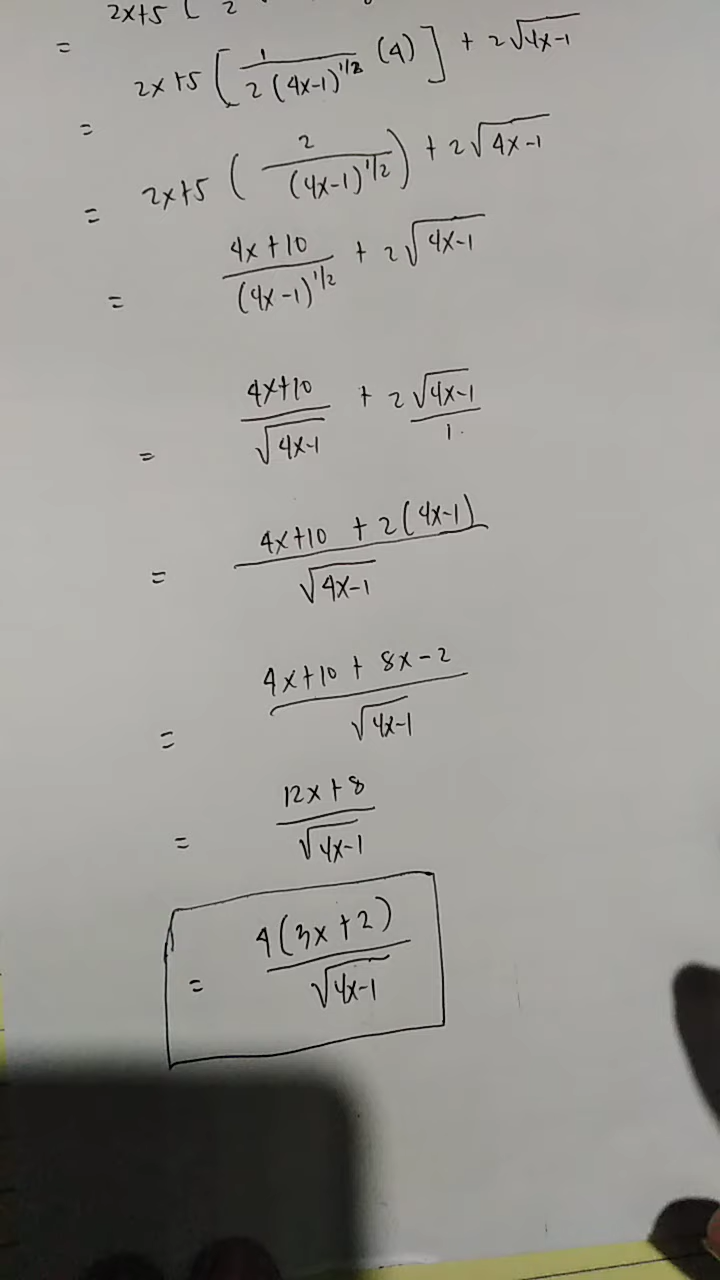 2x+5 [ 2
= 2x+5 [ 1/2(4x-1)^1/2 (4) ] + 2√4x-1
= 2x+5 ( 2/(4x-1)^1/2 ) + 2√4x-1
= 4x+10/(4x-1)^1/2 + 2√4x-1
= 4x+10/√4x-1 + 2√4x-1/1
= 4x+10 + 2(4x-1)/√4x-1
= 4x+10 + 8x-2/√4x-1
= 12x+8/√4x-1
= 4(3x+2)/√4x-1